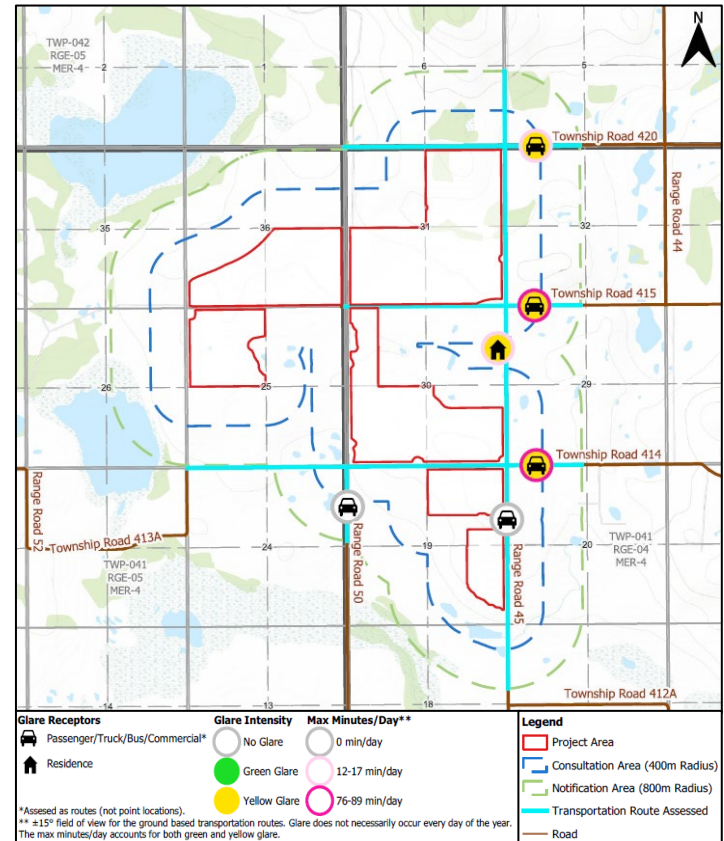 N
TWP-042
RGE-05
MER-4
2
1
6
5
Township Road 420
Range Road 44
35
36
31
32
Township Road 415
26
25
30
29
Township Road 414
Range Road 52
Township Road 413A
Range Road 50
Range Road 45
24
19
20
TWP-041
RGE-05
MER-4
TWP-041
RGE-04
MER-4
14
13
18
Township Road 412A
Glare Receptors
Passenger/Truck/Bus/Commercial*
Residence
*Assesed as routes (not point locations).
** ±15° field of view for the ground based transportation routes. Glare does not necessarily occur every day of the year.
The max minutes/day accounts for both green and yellow glare.
Glare Intensity
No Glare
Green Glare
Yellow Glare
Max Minutes/Day**
0 min/day
12-17 min/day
76-89 min/day
Legend
Project Area
Consultation Area (400m Radius)
Notification Area (800m Radius)
Transportation Route Assessed
Road